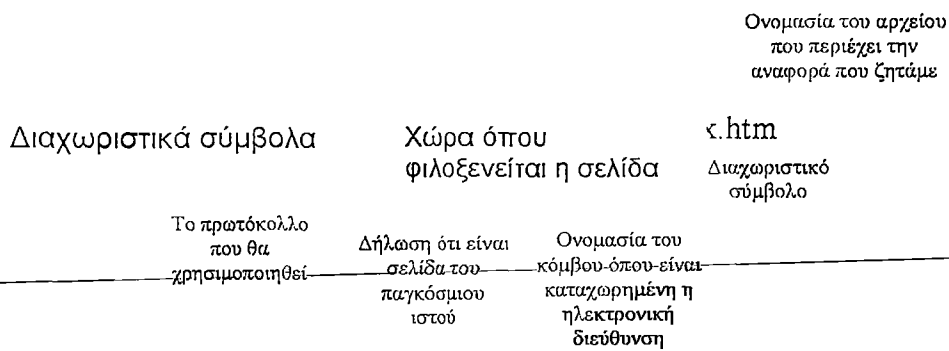 Ονομασία του αρχείου
που περιέχει την
αναφορά που ζητάμε
Διαχωριστικά σύμβολα
Χώρα όπου
φιλοξενείται η σελίδα
x.htm
Διαχωριστικό
σύμβολο
Το πρωτόκολλο
που θα
χρησιμοποιηθεί
Δήλωση ότι είναι
σελίδα του
παγκόσμιου
ιστού
Ονομασία του
κόμβου όπου είναι
καταχωρημένη η
ηλεκτρονική
διεύθυνση